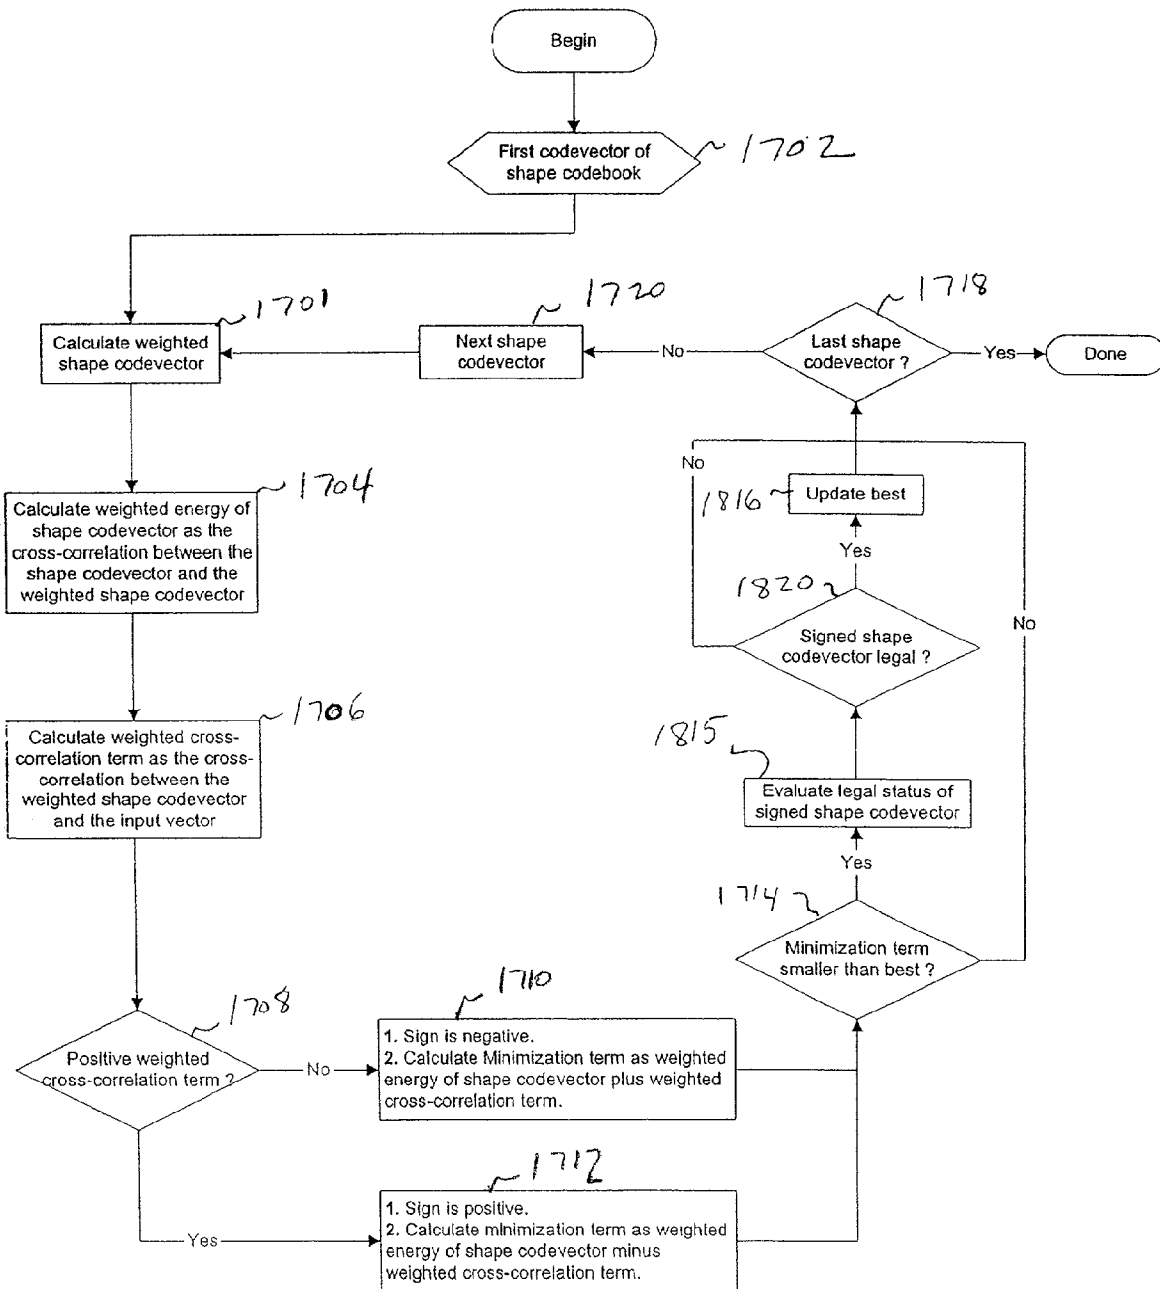 Begin
First codevector of
shape codebook
1702
1701
Calculate weighted
shape codevector
1720
Next shape
codevector
No
1718
Last shape
codevector ?
Yes
Done
1704
Calculate weighted energy of
shape codevector as the
cross-correlation between the
shape codevector and the
weighted shape codevector
No
1816
Update best
Yes
1820
Signed shape
codevector legal ?
No
1706
Calculate weighted cross-
correlation term as the cross-
correlation between the
weighted shape codevector
and the input vector
1815
Evaluate legal status of
signed shape codevector
Yes
1714
Minimization term
smaller than best ?
1708
Positive weighted
cross-correlation term ?
No
1710
1. Sign is negative.
2. Calculate Minimization term as weighted
energy of shape codevector plus weighted
cross-correlation term.
Yes
1712
1. Sign is positive.
2. Calculate minimization term as weighted
energy of shape codevector minus
weighted cross-correlation term.